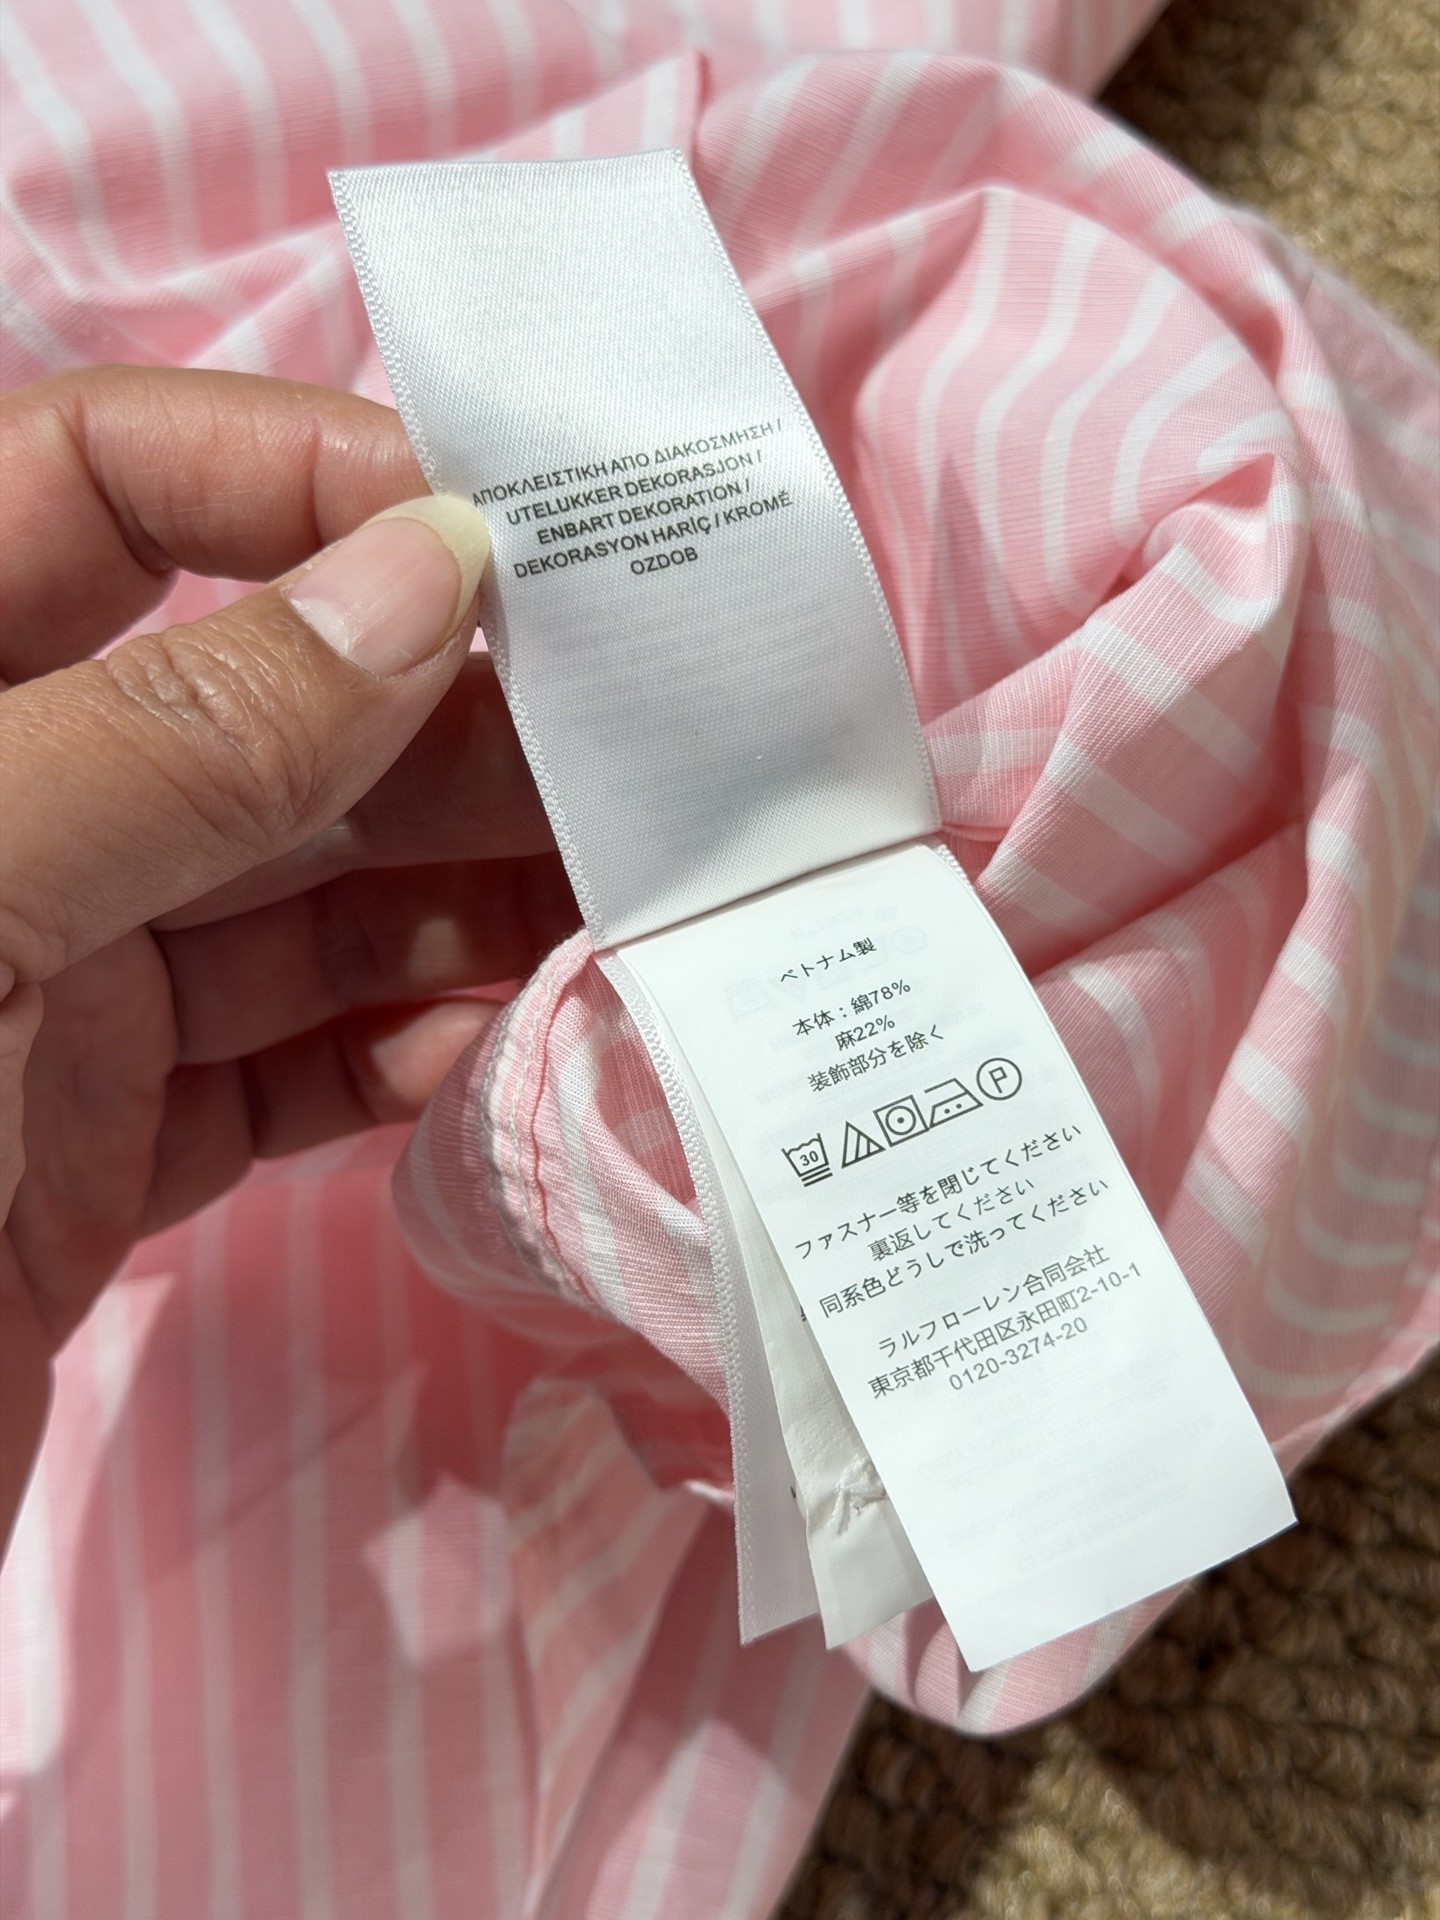 ΑΠΟΚΛΕΙΣΤΙΚΗ ΑΠΟ ΔΙΑΚΟΣΜΗΣΗ /
UTELUKKER DEKORASJON /
ENBART DEKORATION /
DEKORASYON HARİÇ / KROMĚ
OZDOB
ベトナム製
本体：綿78%
麻22%
装飾部分を除く
30
P
ファスナー等を閉じてください
裏返してください
同系色どうしで洗ってください
ラルフローレン合同会社
東京都千代田区永田町2-10-1
0120-3274-20